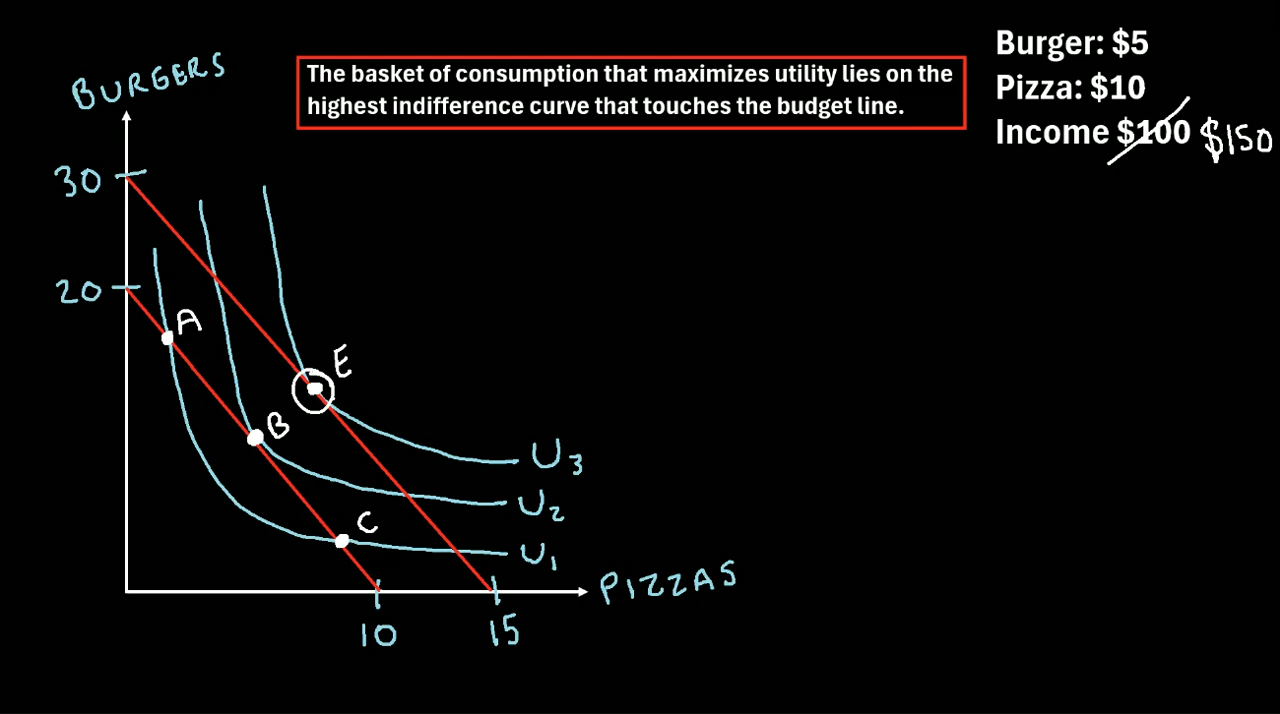 BURGERS
The basket of consumption that maximizes utility lies on the
highest indifference curve that touches the budget line.
Burger: $5
Pizza: $10
Income $100 $150
30
20
A
E
B
C
U3
U2
U1
PIZZAS
10
15